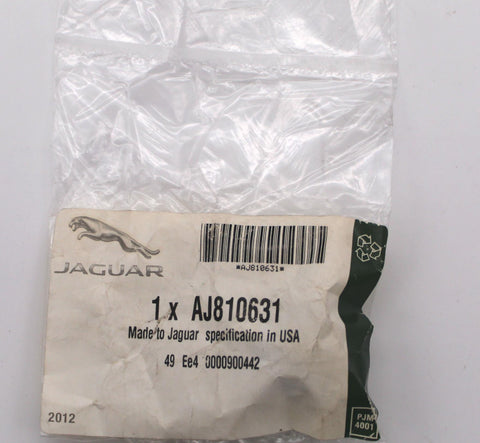 *AJ810631*
JAGUAR
1 x AJ810631
Made to Jaguar specification in USA
49 Ee4 0000900442
2012
PJM
4001